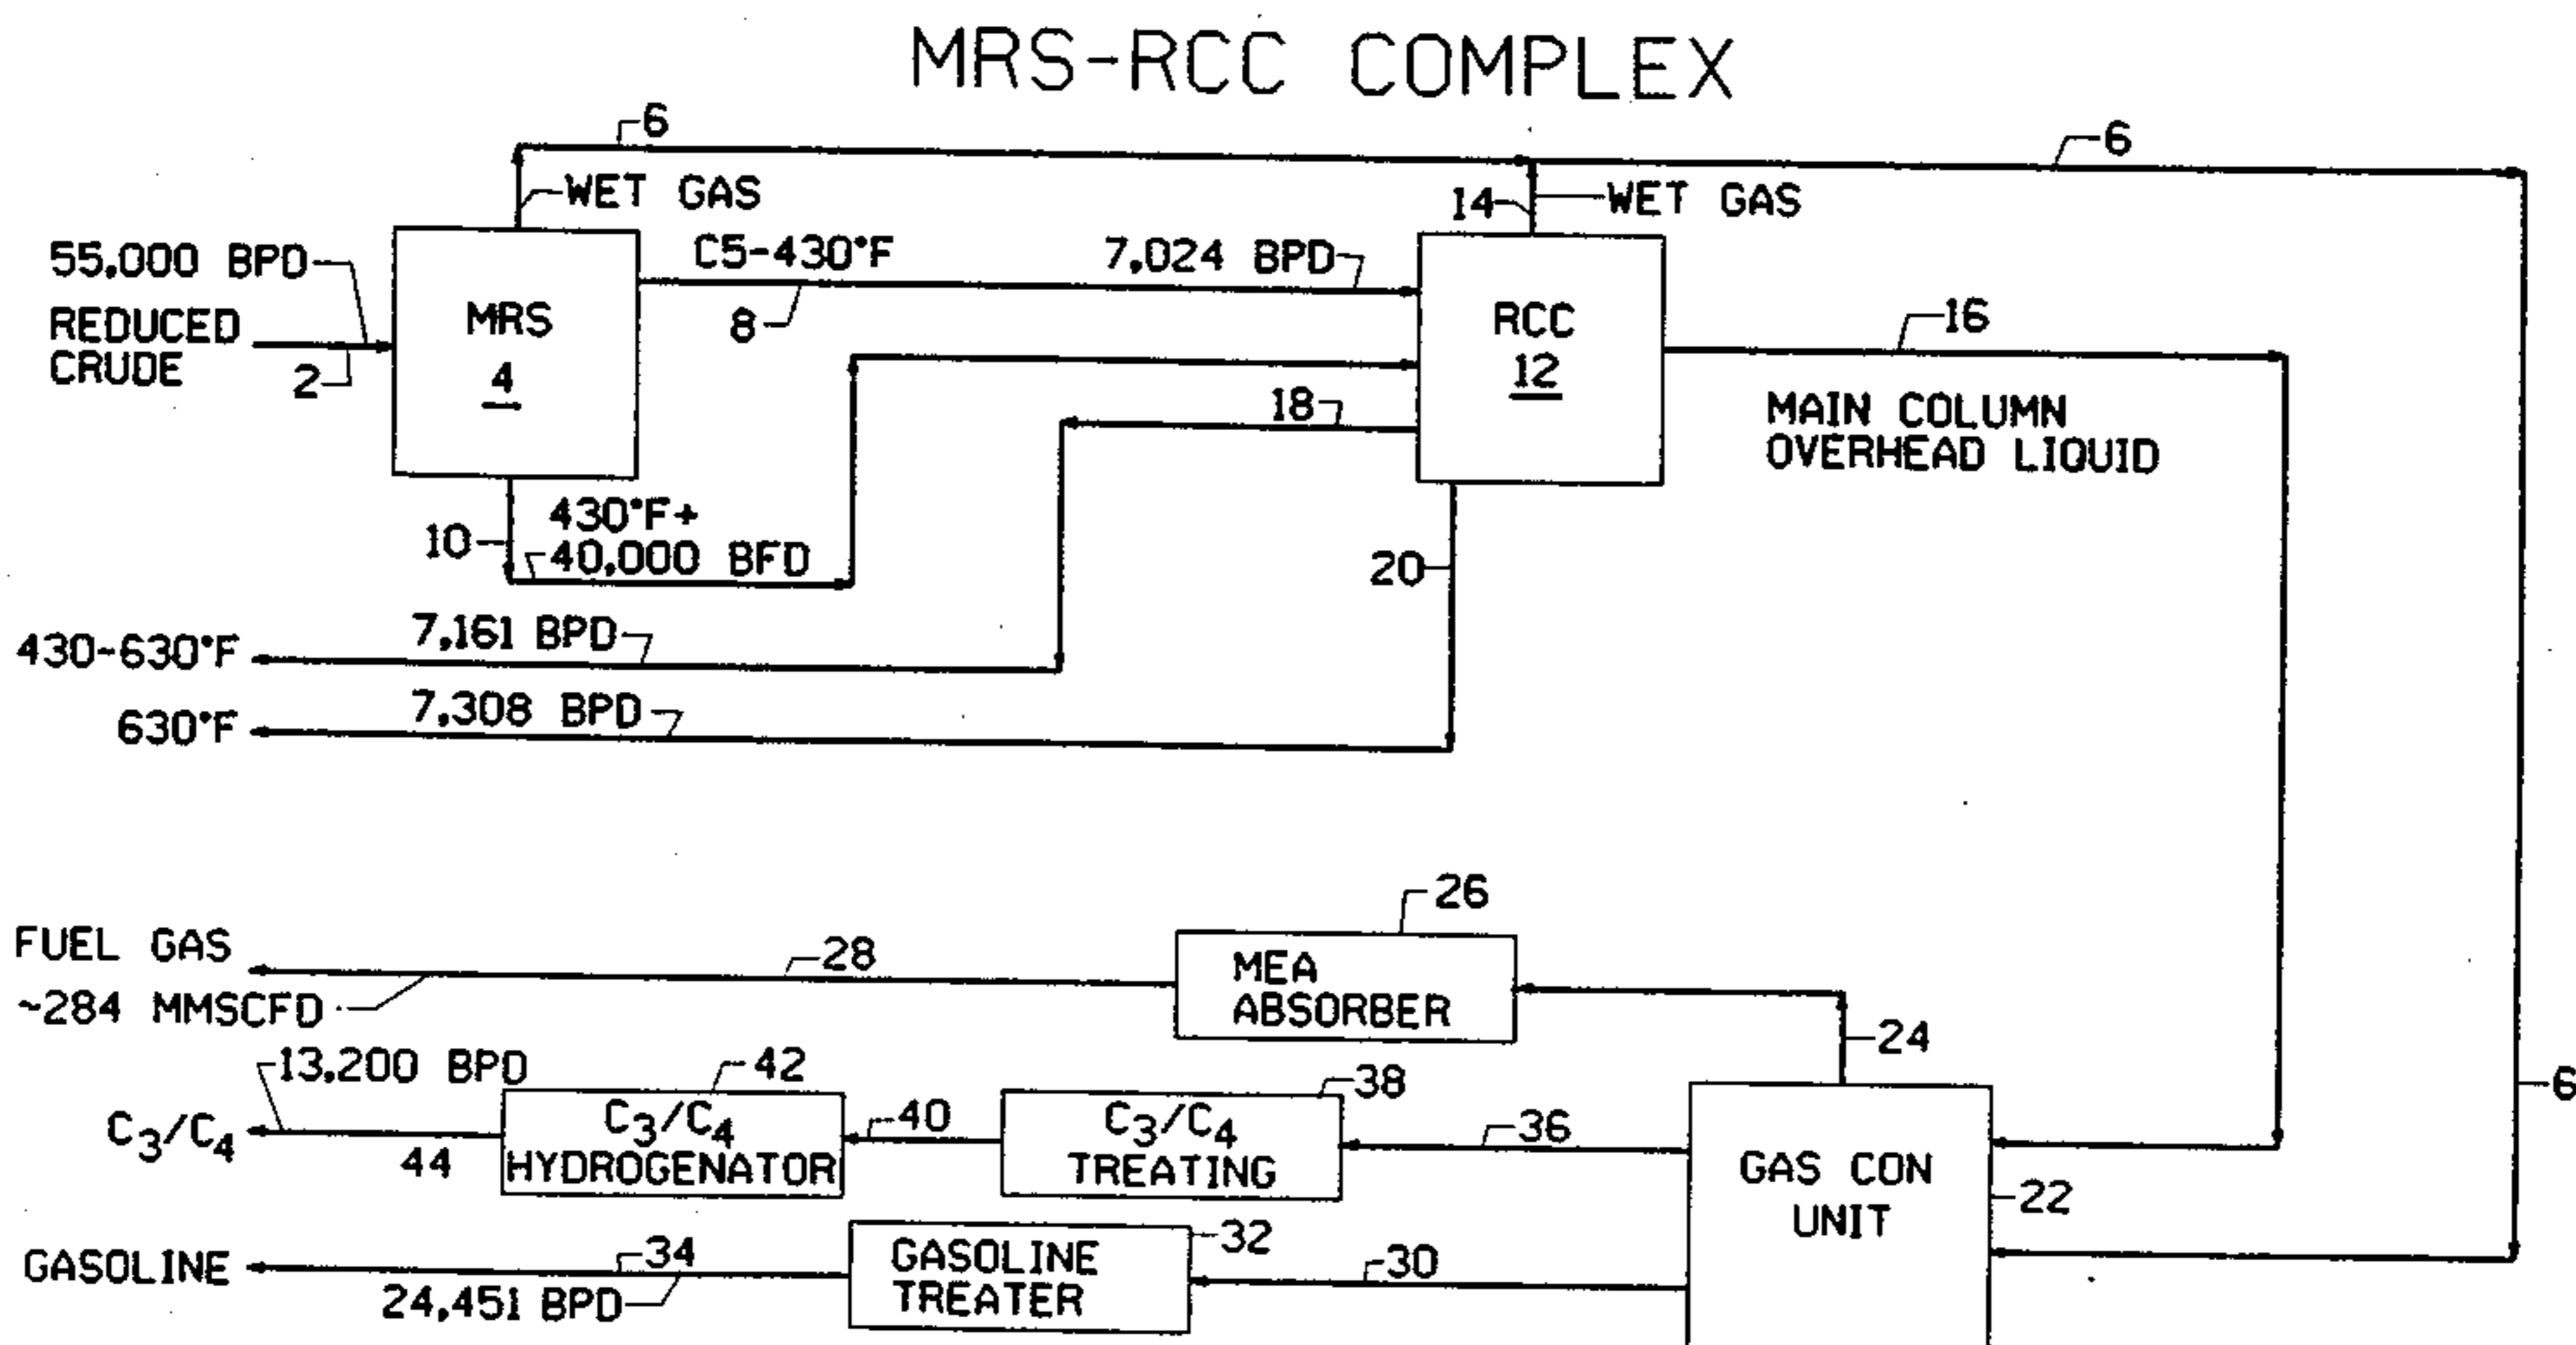 MRS-RCC COMPLEX
6
6
WET GAS
14
WET GAS
55,000 BPD
C5-430°F
7,024 BPD
REDUCED
CRUDE
2
MRS
4
8
RCC
12
16
18
MAIN COLUMN
OVERHEAD LIQUID
430°F+
10
40,000 BFD
20
7,161 BPD
430-630°F
7,308 BPD
630°F
26
FUEL GAS
28
MEA
ABSORBER
~284 MMSCFD
24
13,200 BPD
42
38
6
C3/C4
44
C3/C4
HYDROGENATOR
40
C3/C4
TREATING
36
GAS CON
UNIT
22
GASOLINE
34
24,451 BPD
GASOLINE
TREATER
32
30